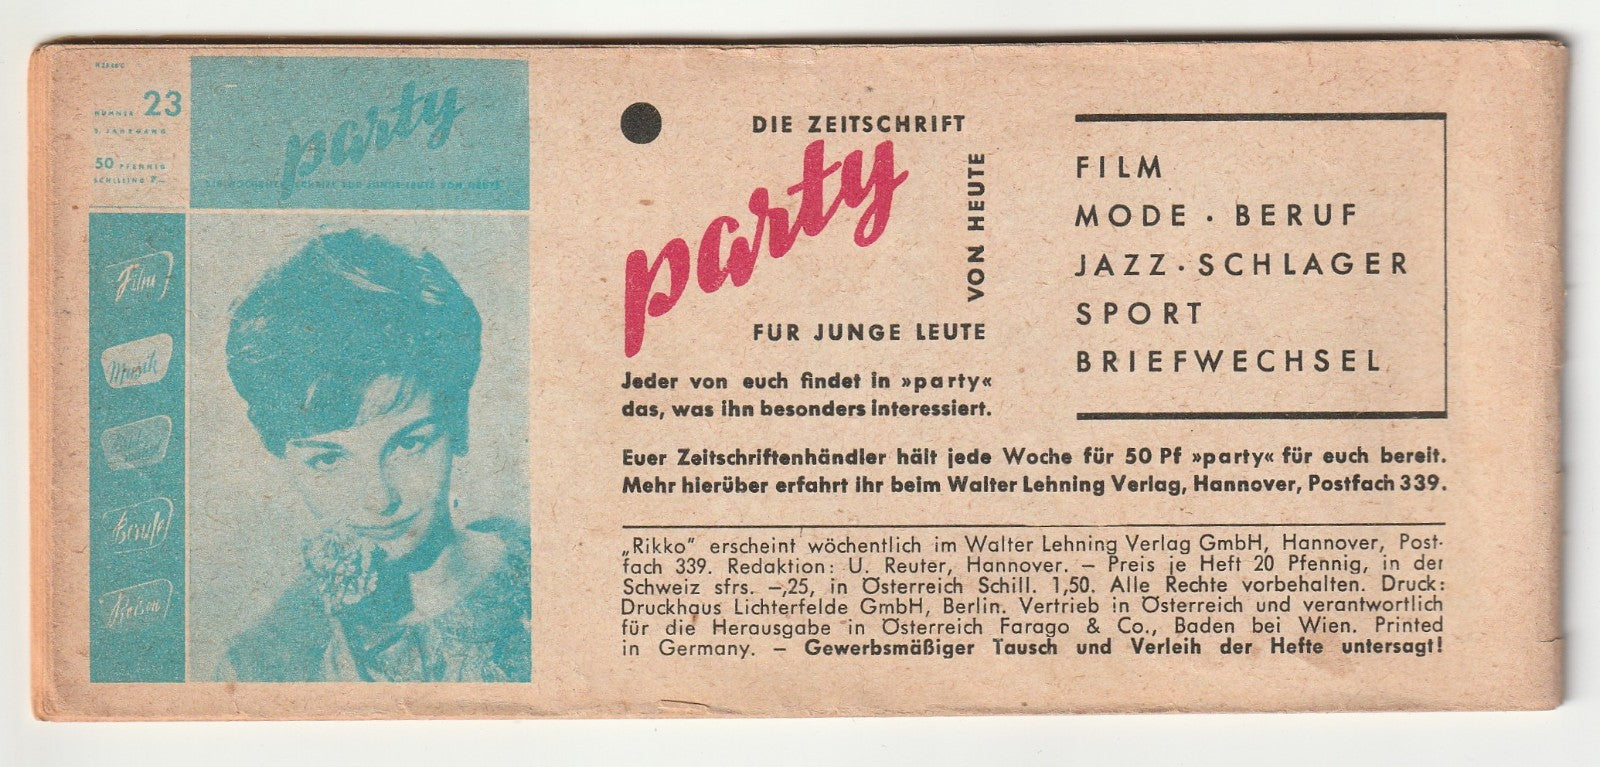 NUMMER 23
JAHRGANG
50 PFENNIG
SCHILLING
party
Film
Musik
Berufe
Reisen
DIE ZEITSCHRIFT
party
VON HEUTE
FÜR JUNGE LEUTE
Jeder von euch findet in »party«
das, was ihn besonders interessiert.
FILM
MODE · BERUF
JAZZ · SCHLAGER
SPORT
BRIEFWECHSEL
Euer Zeitschriftenhändler hält jede Woche für 50 Pf »party« für euch bereit.
Mehr hierüber erfahrt ihr beim Walter Lehning Verlag, Hannover, Postfach 339.
„Rikko” erscheint wöchentlich im Walter Lehning Verlag GmbH, Hannover, Post-
fach 339. Redaktion: U. Reuter, Hannover. – Preis je Heft 20 Pfennig, in der
Schweiz sfrs. –,25, in Österreich Schill. 1,50. Alle Rechte vorbehalten. Druck:
Druckhaus Lichterfelde GmbH, Berlin. Vertrieb in Österreich und verantwortlich
für die Herausgabe in Österreich Farago & Co., Baden bei Wien. Printed
in Germany. – Gewerbsmäßiger Tausch und Verleih der Hefte untersagt!